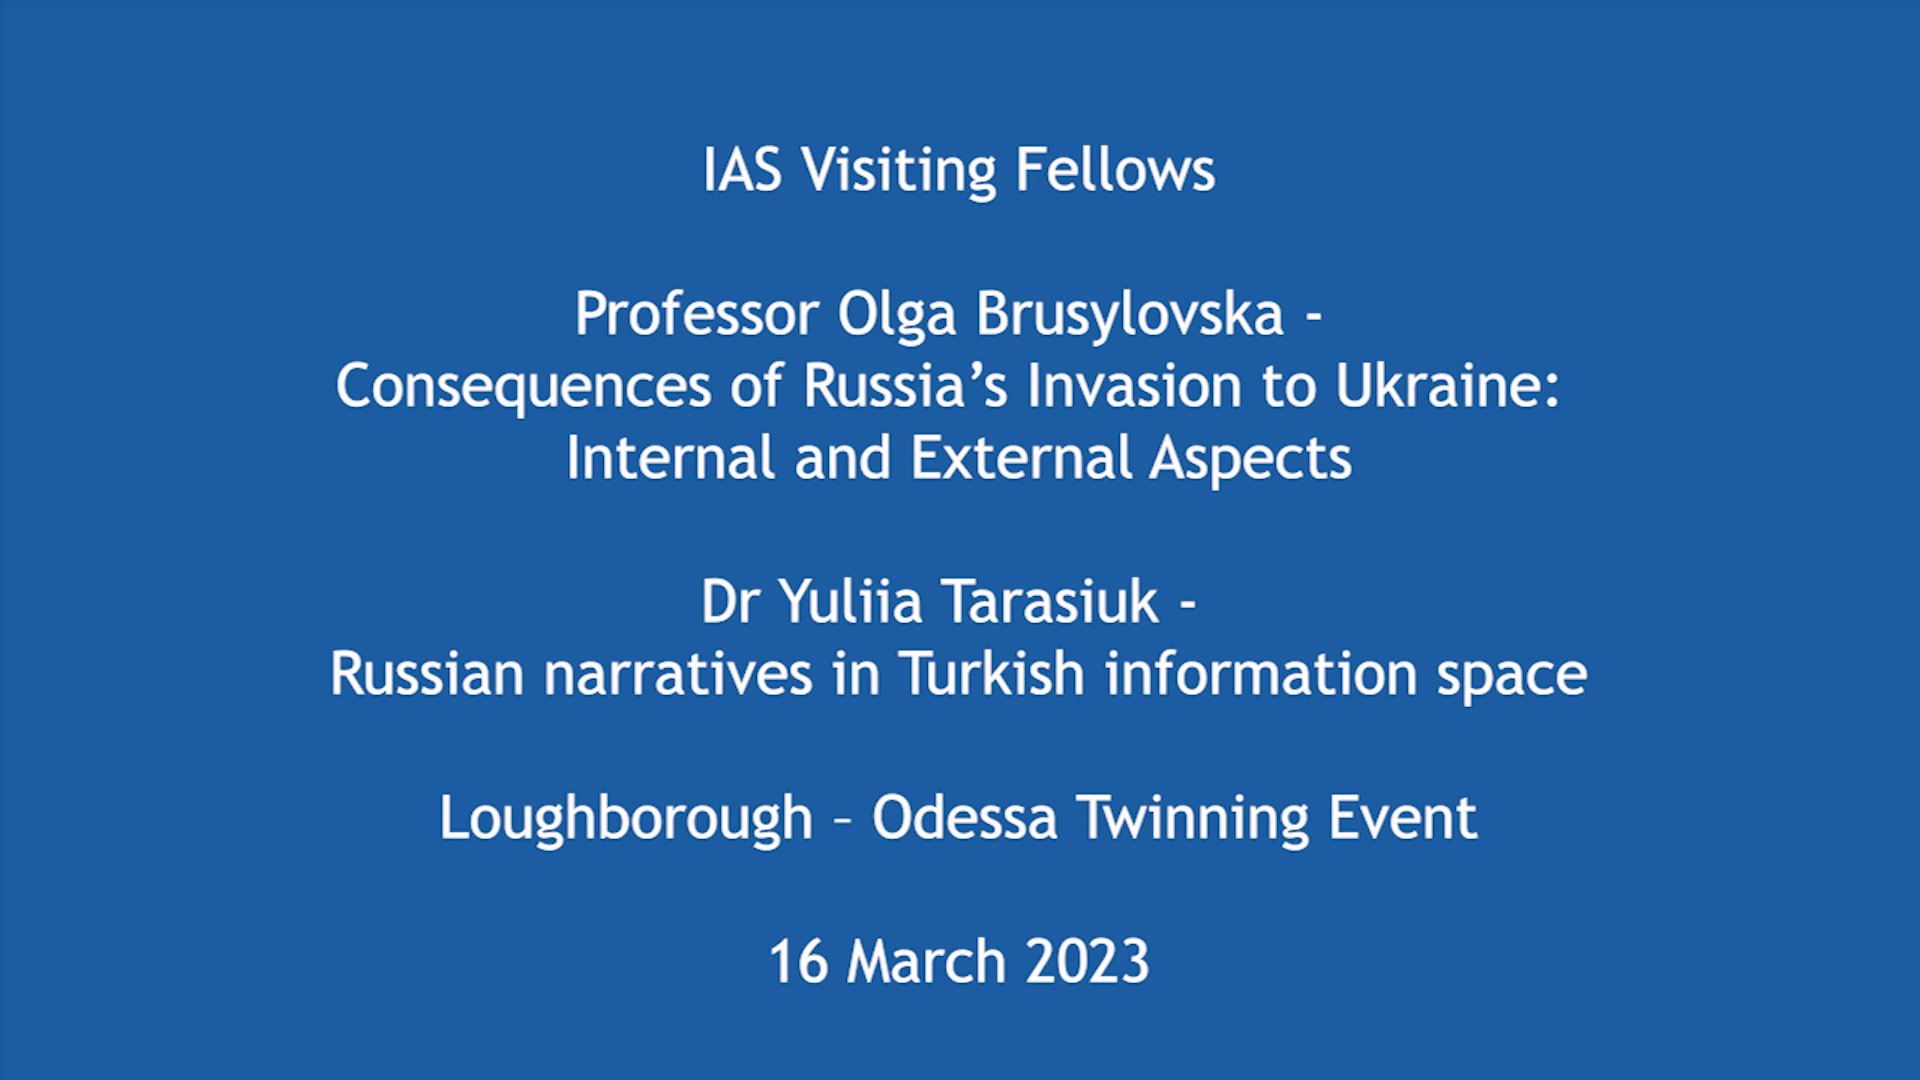 IAS Visiting Fellows
Professor Olga Brusylovska -
Consequences of Russia’s Invasion to Ukraine:
Internal and External Aspects
Dr Yuliia Tarasiuk -
Russian narratives in Turkish information space
Loughborough – Odessa Twinning Event
16 March 2023